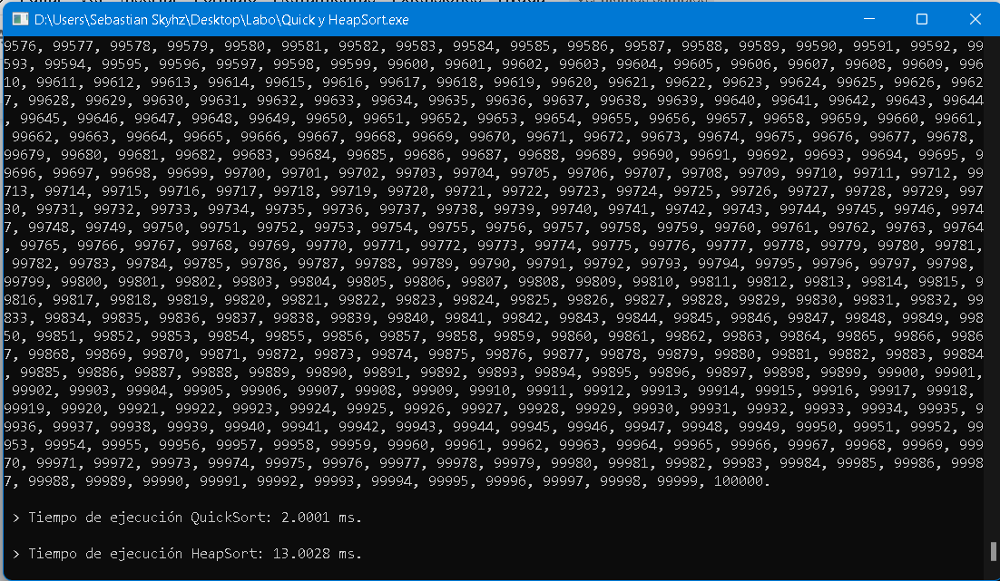 D:\Users\Sebastian Skyhz\Desktop\Labo\Quick y HeapSort.exe
9576, 99577, 99578, 99579, 99580, 99581, 99582, 99583, 99584, 99585, 99586, 99587, 99588, 99589, 99590, 99591, 99592, 99
593, 99594, 99595, 99596, 99597, 99598, 99599, 99600, 99601, 99602, 99603, 99604, 99605, 99606, 99607, 99608, 99609, 996
10, 99611, 99612, 99613, 99614, 99615, 99616, 99617, 99618, 99619, 99620, 99621, 99622, 99623, 99624, 99625, 99626, 9962
7, 99628, 99629, 99630, 99631, 99632, 99633, 99634, 99635, 99636, 99637, 99638, 99639, 99640, 99641, 99642, 99643, 99644
, 99645, 99646, 99647, 99648, 99649, 99650, 99651, 99652, 99653, 99654, 99655, 99656, 99657, 99658, 99659, 99660, 99661,
99662, 99663, 99664, 99665, 99666, 99667, 99668, 99669, 99670, 99671, 99672, 99673, 99674, 99675, 99676, 99677, 99678,
99679, 99680, 99681, 99682, 99683, 99684, 99685, 99686, 99687, 99688, 99689, 99690, 99691, 99692, 99693, 99694, 99695, 9
9696, 99697, 99698, 99699, 99700, 99701, 99702, 99703, 99704, 99705, 99706, 99707, 99708, 99709, 99710, 99711, 99712, 99
713, 99714, 99715, 99716, 99717, 99718, 99719, 99720, 99721, 99722, 99723, 99724, 99725, 99726, 99727, 99728, 99729, 997
30, 99731, 99732, 99733, 99734, 99735, 99736, 99737, 99738, 99739, 99740, 99741, 99742, 99743, 99744, 99745, 99746, 9974
7, 99748, 99749, 99750, 99751, 99752, 99753, 99754, 99755, 99756, 99757, 99758, 99759, 99760, 99761, 99762, 99763, 99764
, 99765, 99766, 99767, 99768, 99769, 99770, 99771, 99772, 99773, 99774, 99775, 99776, 99777, 99778, 99779, 99780, 99781,
99782, 99783, 99784, 99785, 99786, 99787, 99788, 99789, 99790, 99791, 99792, 99793, 99794, 99795, 99796, 99797, 99798,
99799, 99800, 99801, 99802, 99803, 99804, 99805, 99806, 99807, 99808, 99809, 99810, 99811, 99812, 99813, 99814, 99815, 9
9816, 99817, 99818, 99819, 99820, 99821, 99822, 99823, 99824, 99825, 99826, 99827, 99828, 99829, 99830, 99831, 99832, 99
833, 99834, 99835, 99836, 99837, 99838, 99839, 99840, 99841, 99842, 99843, 99844, 99845, 99846, 99847, 99848, 99849, 998
50, 99851, 99852, 99853, 99854, 99855, 99856, 99857, 99858, 99859, 99860, 99861, 99862, 99863, 99864, 99865, 99866, 9986
7, 99868, 99869, 99870, 99871, 99872, 99873, 99874, 99875, 99876, 99877, 99878, 99879, 99880, 99881, 99882, 99883, 99884
, 99885, 99886, 99887, 99888, 99889, 99890, 99891, 99892, 99893, 99894, 99895, 99896, 99897, 99898, 99899, 99900, 99901,
99902, 99903, 99904, 99905, 99906, 99907, 99908, 99909, 99910, 99911, 99912, 99913, 99914, 99915, 99916, 99917, 99918,
99919, 99920, 99921, 99922, 99923, 99924, 99925, 99926, 99927, 99928, 99929, 99930, 99931, 99932, 99933, 99934, 99935, 9
9936, 99937, 99938, 99939, 99940, 99941, 99942, 99943, 99944, 99945, 99946, 99947, 99948, 99949, 99950, 99951, 99952, 99
953, 99954, 99955, 99956, 99957, 99958, 99959, 99960, 99961, 99962, 99963, 99964, 99965, 99966, 99967, 99968, 99969, 999
70, 99971, 99972, 99973, 99974, 99975, 99976, 99977, 99978, 99979, 99980, 99981, 99982, 99983, 99984, 99985, 99986, 9998
7, 99988, 99989, 99990, 99991, 99992, 99993, 99994, 99995, 99996, 99997, 99998, 99999, 100000.
> Tiempo de ejecución QuickSort: 2.0001 ms.
> Tiempo de ejecución HeapSort: 13.0028 ms.